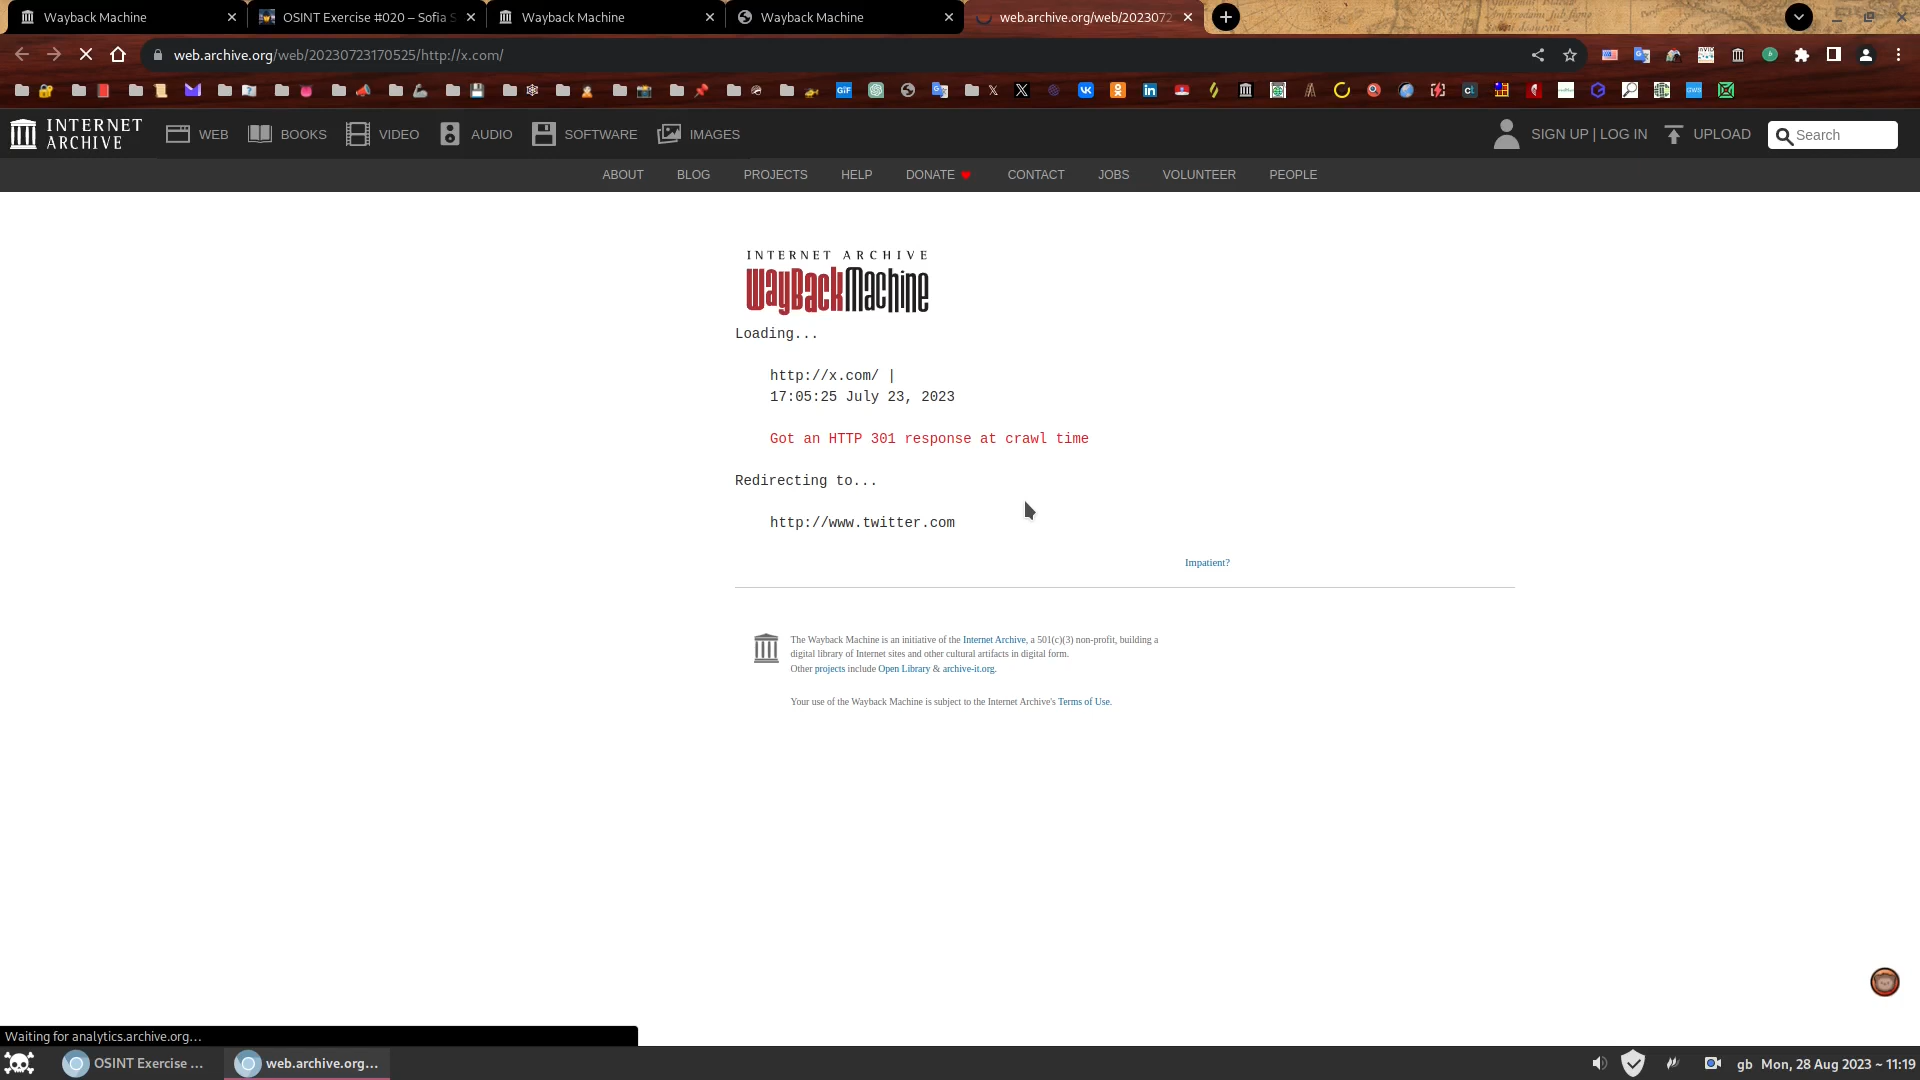 Wayback Machine
OSINT Exercise #020 – Sofia S
Wayback Machine
Wayback Machine
web.archive.org/web/2023072
web.archive.org/web/20230723170525/http://x.com/
INTERNET ARCHIVE
WEB
BOOKS
VIDEO
AUDIO
SOFTWARE
IMAGES
SIGN UP | LOG IN
UPLOAD
Search
ABOUT
BLOG
PROJECTS
HELP
DONATE
CONTACT
JOBS
VOLUNTEER
PEOPLE
INTERNET ARCHIVE
WayBackMachine
Loading...
http://x.com/ |
17:05:25 July 23, 2023
Got an HTTP 301 response at crawl time
Redirecting to...
http://www.twitter.com
Impatient?
The Wayback Machine is an initiative of the Internet Archive, a 501(c)(3) non-profit, building a
digital library of Internet sites and other cultural artifacts in digital form.
Other projects include Open Library & archive-it.org.
Your use of the Wayback Machine is subject to the Internet Archive's Terms of Use.
Waiting for analytics.archive.org...
OSINT Exercise ...
web.archive.org...
gb
Mon, 28 Aug 2023 ~ 11:19